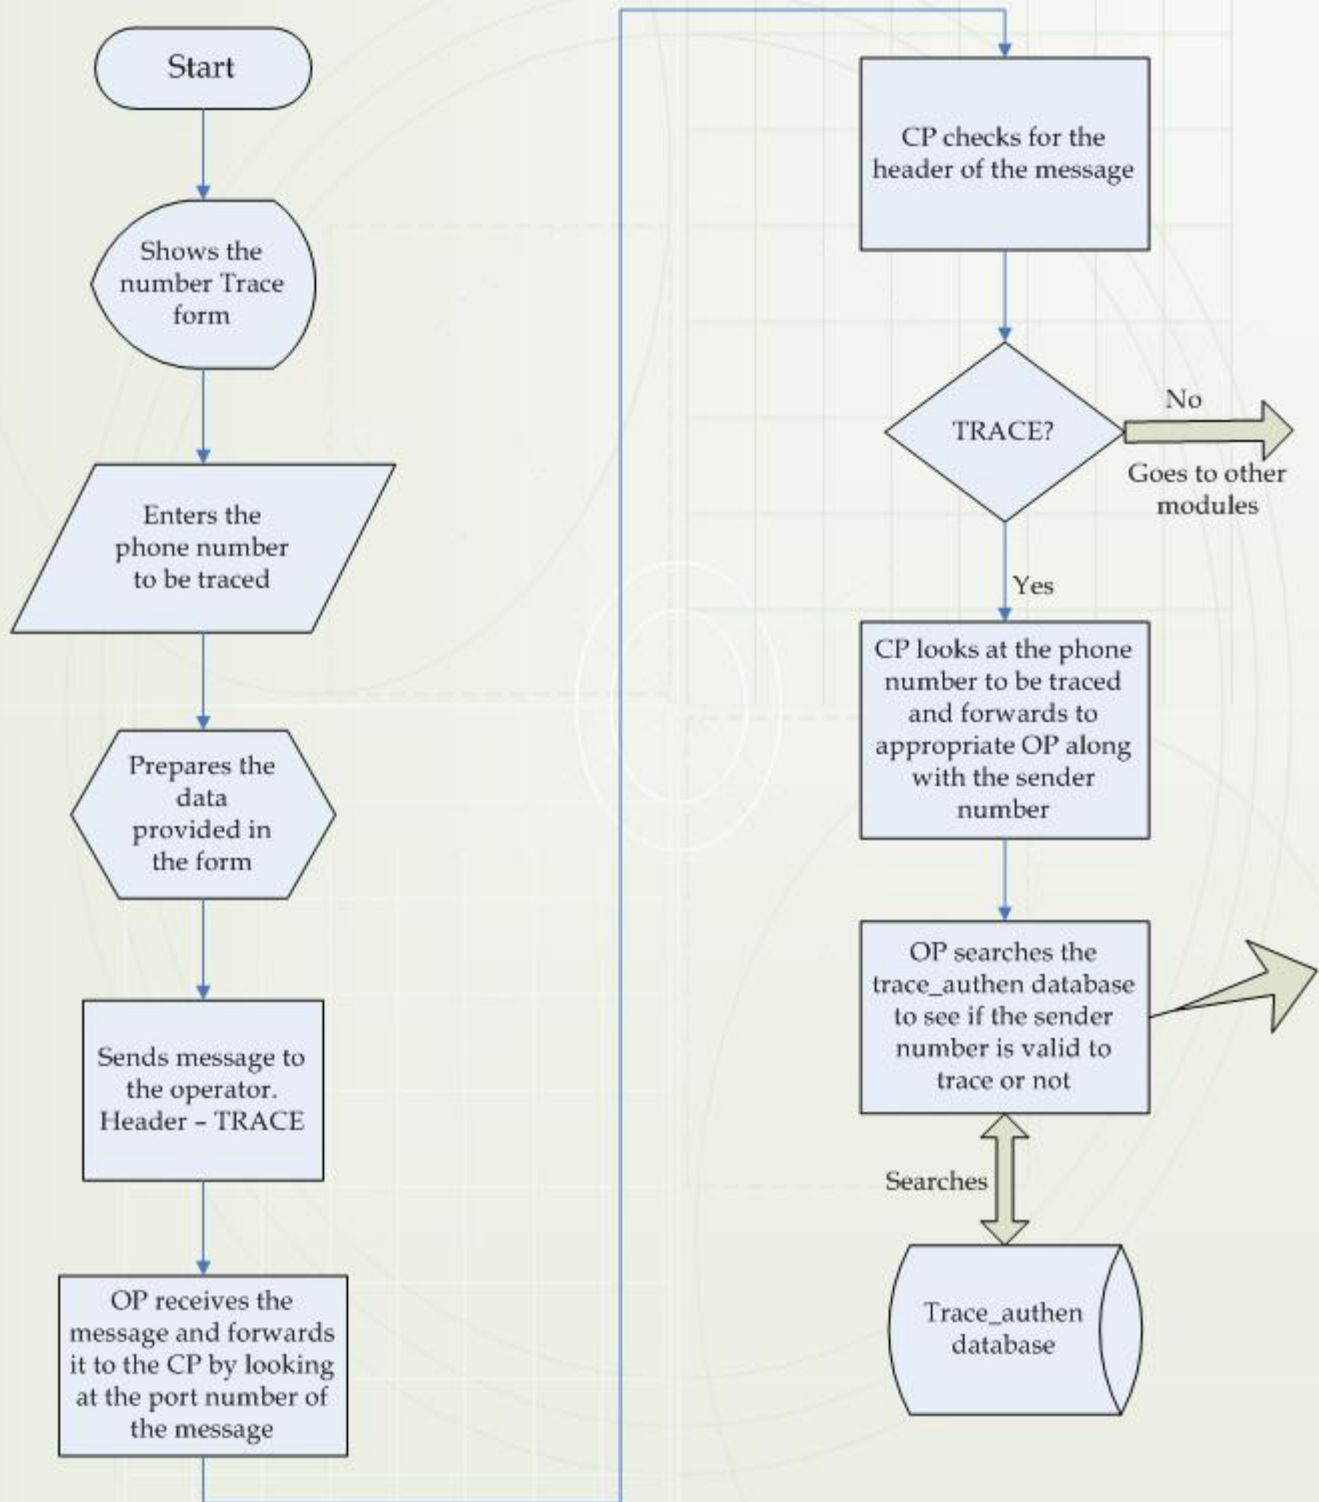 Start
Shows the
number Trace
form
Enters the
phone number
to be traced
Prepares the
data
provided in
the form
Sends message to
the operator.
Header – TRACE
OP receives the
message and forwards
it to the CP by looking
at the port number of
the message
CP checks for the
header of the message
TRACE?
No
Goes to other
modules
Yes
CP looks at the phone
number to be traced
and forwards to
appropriate OP along
with the sender
number
OP searches the
trace_authen database
to see if the sender
number is valid to
trace or not
Searches
Trace_authen
database